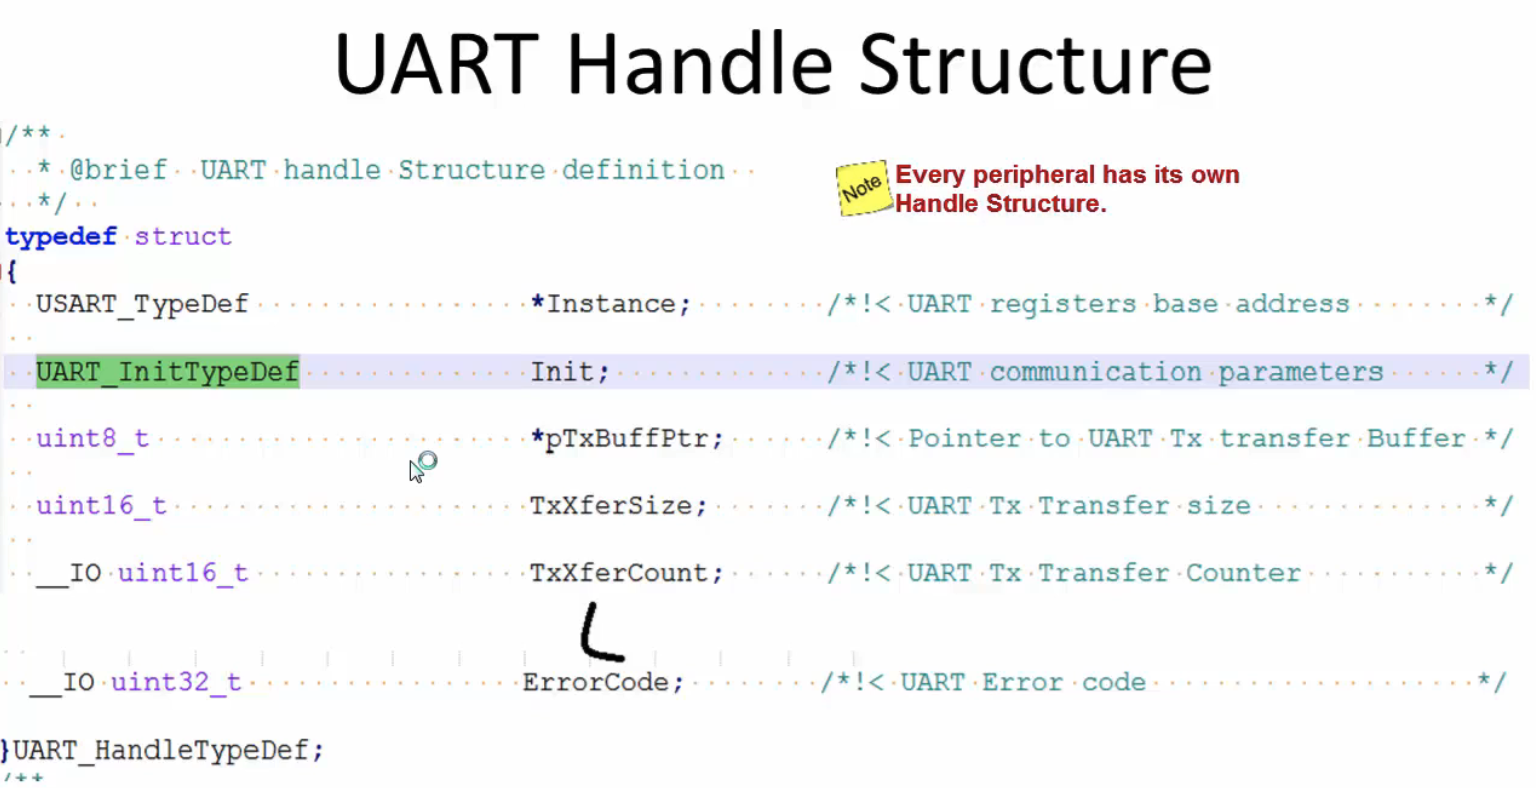 UART Handle Structure
/**
* @brief UART handle Structure definition
*/
Note
Every peripheral has its own
Handle Structure.
typedef struct
{
USART_TypeDef *Instance; /*!< UART registers base address */
UART_InitTypeDef Init; /*!< UART communication parameters */
uint8_t *pTxBuffPtr; /*!< Pointer to UART Tx transfer Buffer */
uint16_t TxXferSize; /*!< UART Tx Transfer size */
__IO uint16_t TxXferCount; /*!< UART Tx Transfer Counter */
__IO uint32_t ErrorCode; /*!< UART Error code */
}UART_HandleTypeDef;
/**